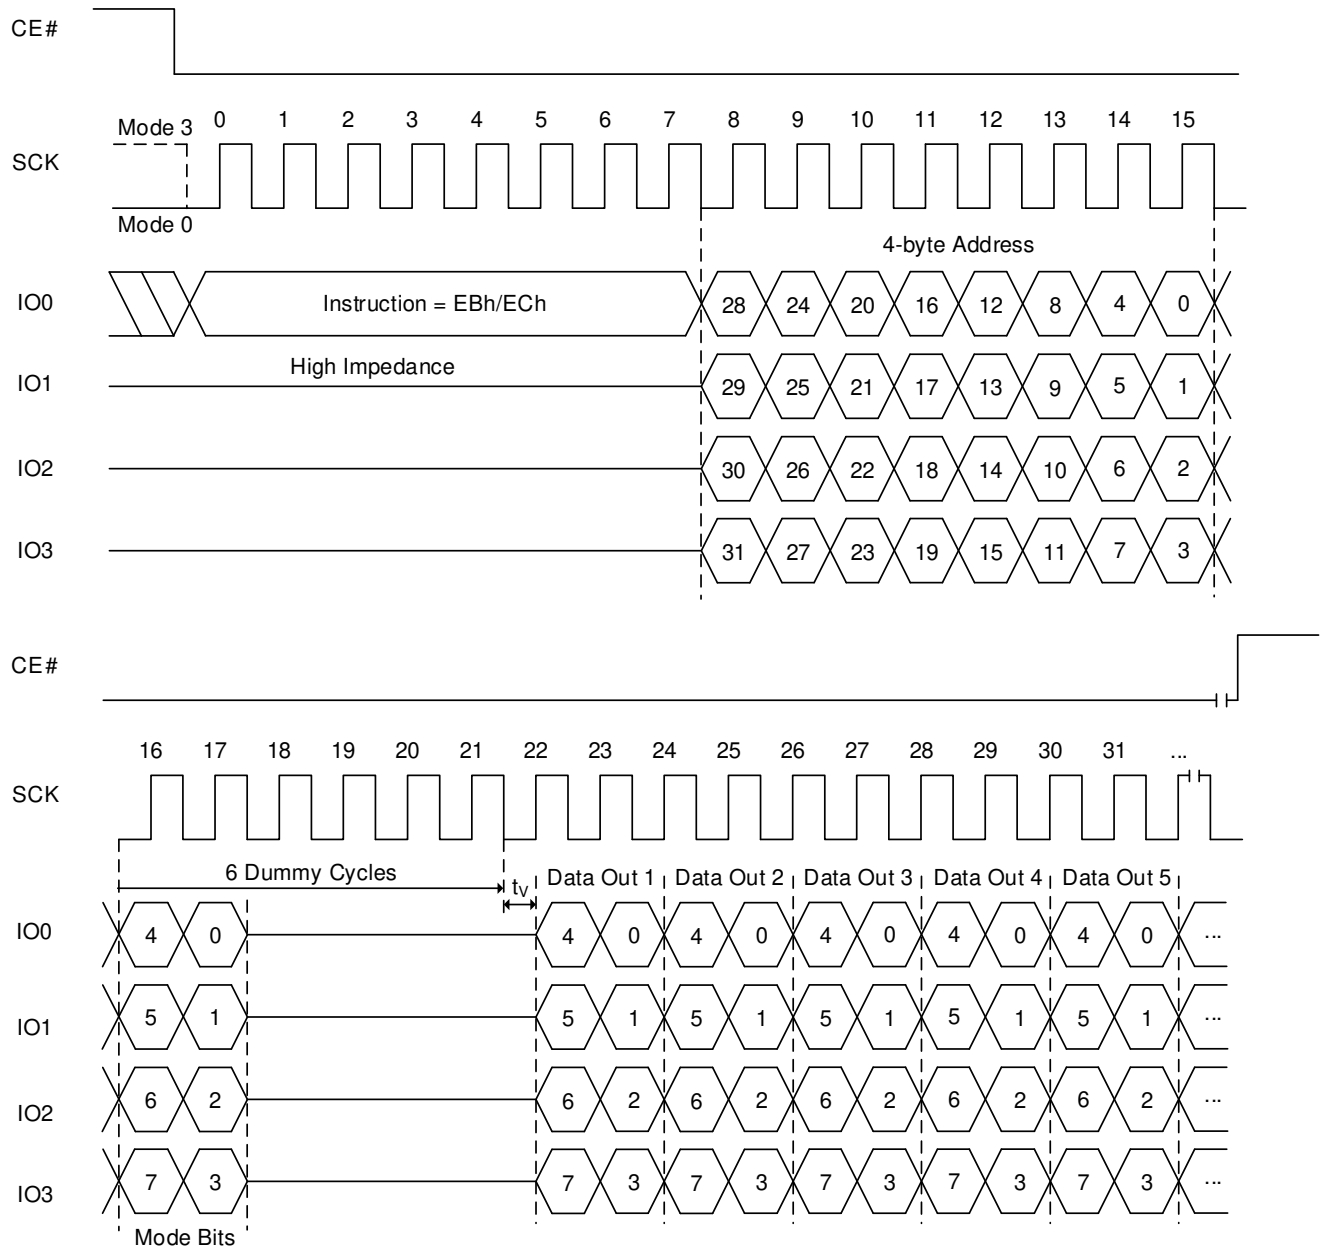 CE#
Mode 3 0 1 2 3 4 5 6 7 8 9 10 11 12 13 14 15
SCK
Mode 0
4-byte Address
IO0 Instruction = EBh/ECh 28 24 20 16 12 8 4 0
High Impedance
IO1 29 25 21 17 13 9 5 1
IO2 30 26 22 18 14 10 6 2
IO3 31 27 23 19 15 11 7 3
CE#
16 17 18 19 20 21 22 23 24 25 26 27 28 29 30 31 ...
SCK
6 Dummy Cycles tV Data Out 1 Data Out 2 Data Out 3 Data Out 4 Data Out 5
IO0 4 0 4 0 4 0 4 0 4 0 4 0 ...
IO1 5 1 5 1 5 1 5 1 5 1 5 1 ...
IO2 6 2 6 2 6 2 6 2 6 2 6 2 ...
IO3 7 3 7 3 7 3 7 3 7 3 7 3 ...
Mode Bits